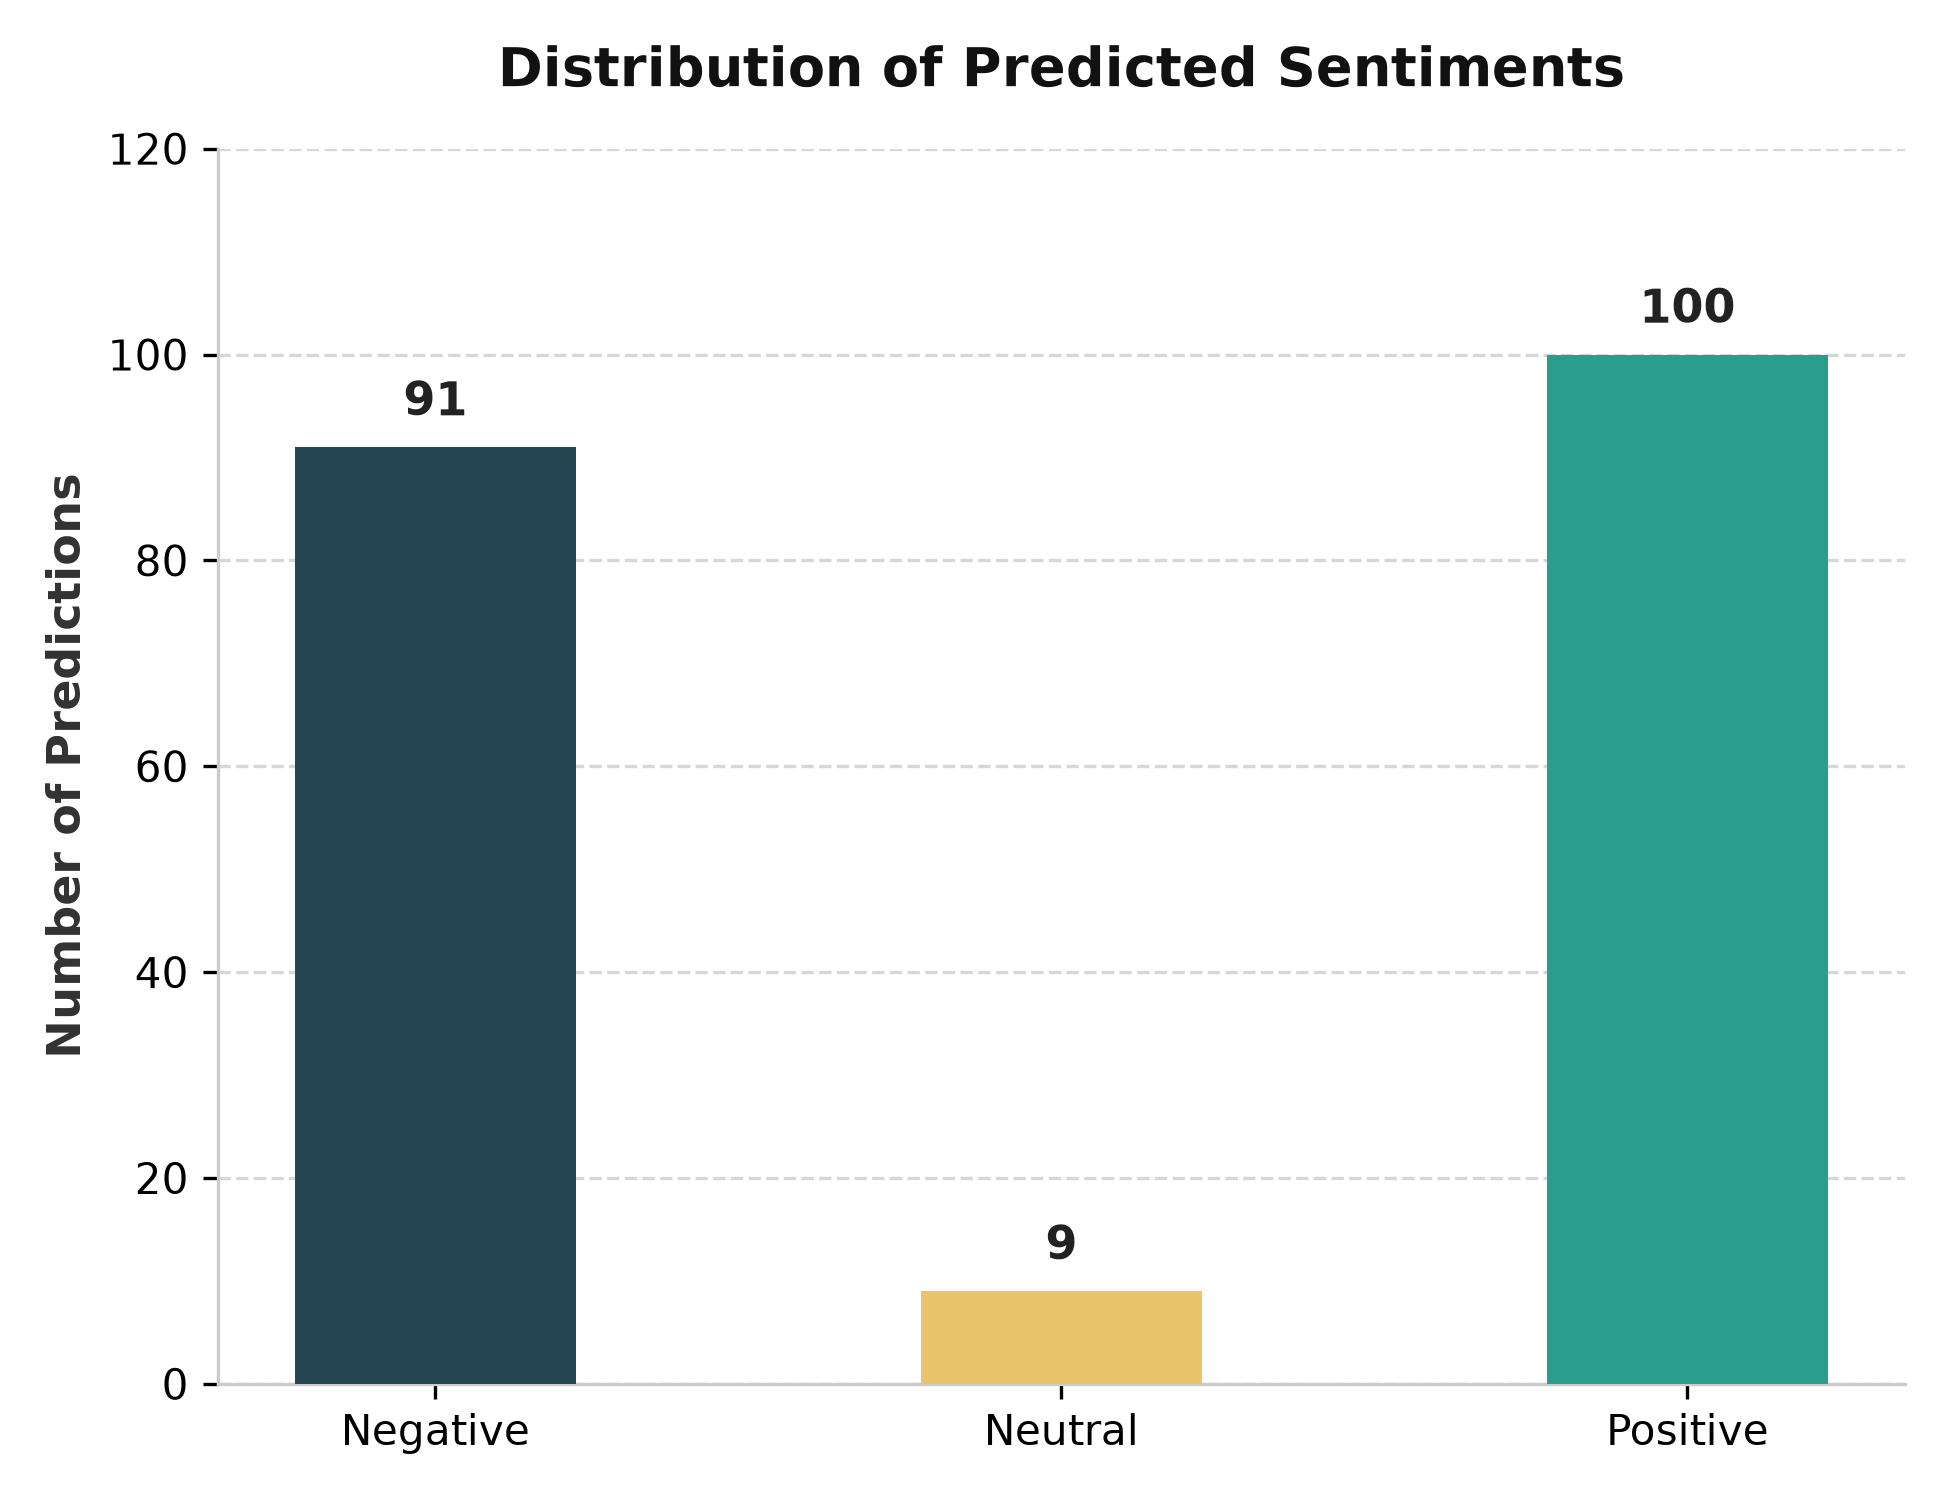 Distribution of Predicted Sentiments
Number of Predictions
120
100
80
60
40
20
0
91
9
100
Negative
Neutral
Positive